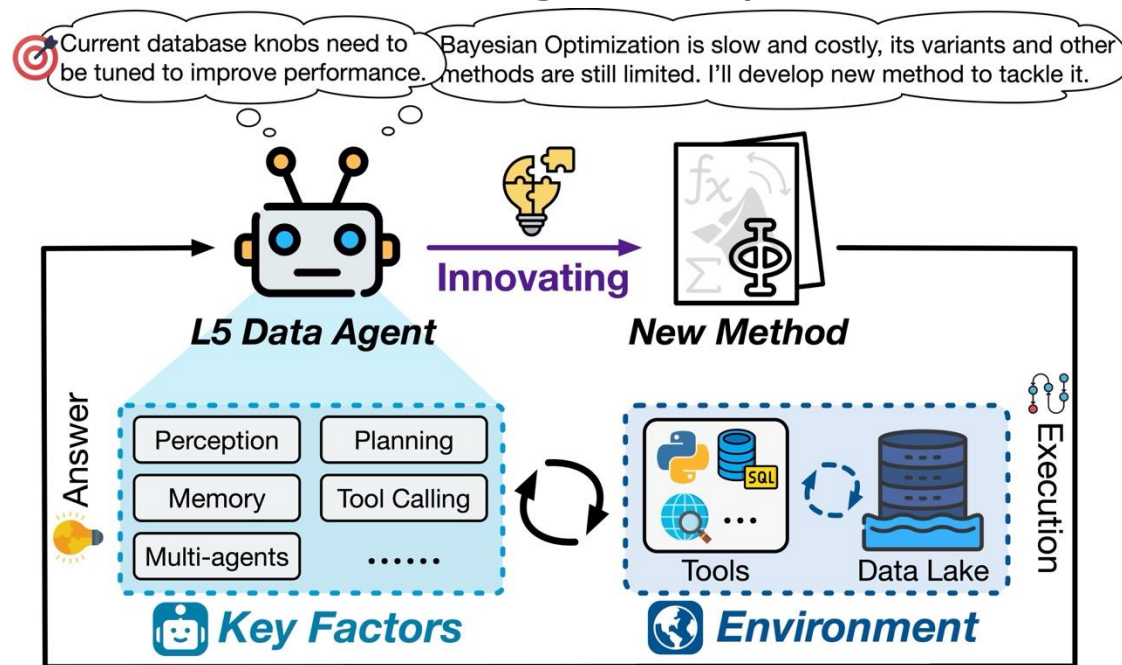 Current database knobs need to
be tuned to improve performance.
Bayesian Optimization is slow and costly, its variants and other
methods are still limited. I'll develop new method to tackle it.
fx
Σ
Φ
Innovating
L5 Data Agent
New Method
Answer
Perception
Planning
Memory
Tool Calling
Multi-agents
......
SQL
...
Tools
Data Lake
Execution
Key Factors
Environment